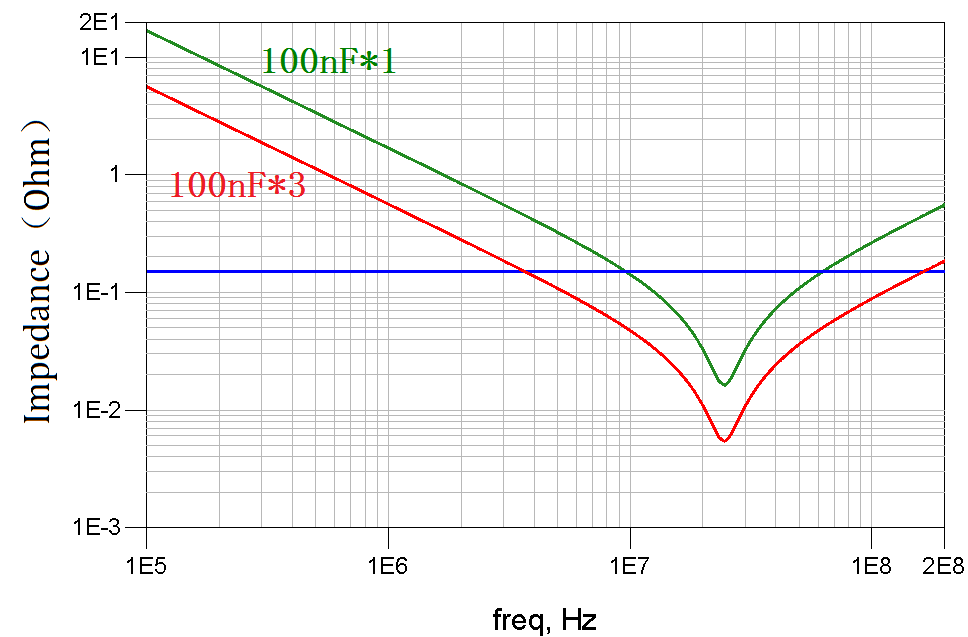 2E1
1E1
100nF*1
1
100nF*3
Impedance（Ohm）
1E-1
1E-2
1E-3
1E5
1E6
1E7
1E8
2E8
freq, Hz